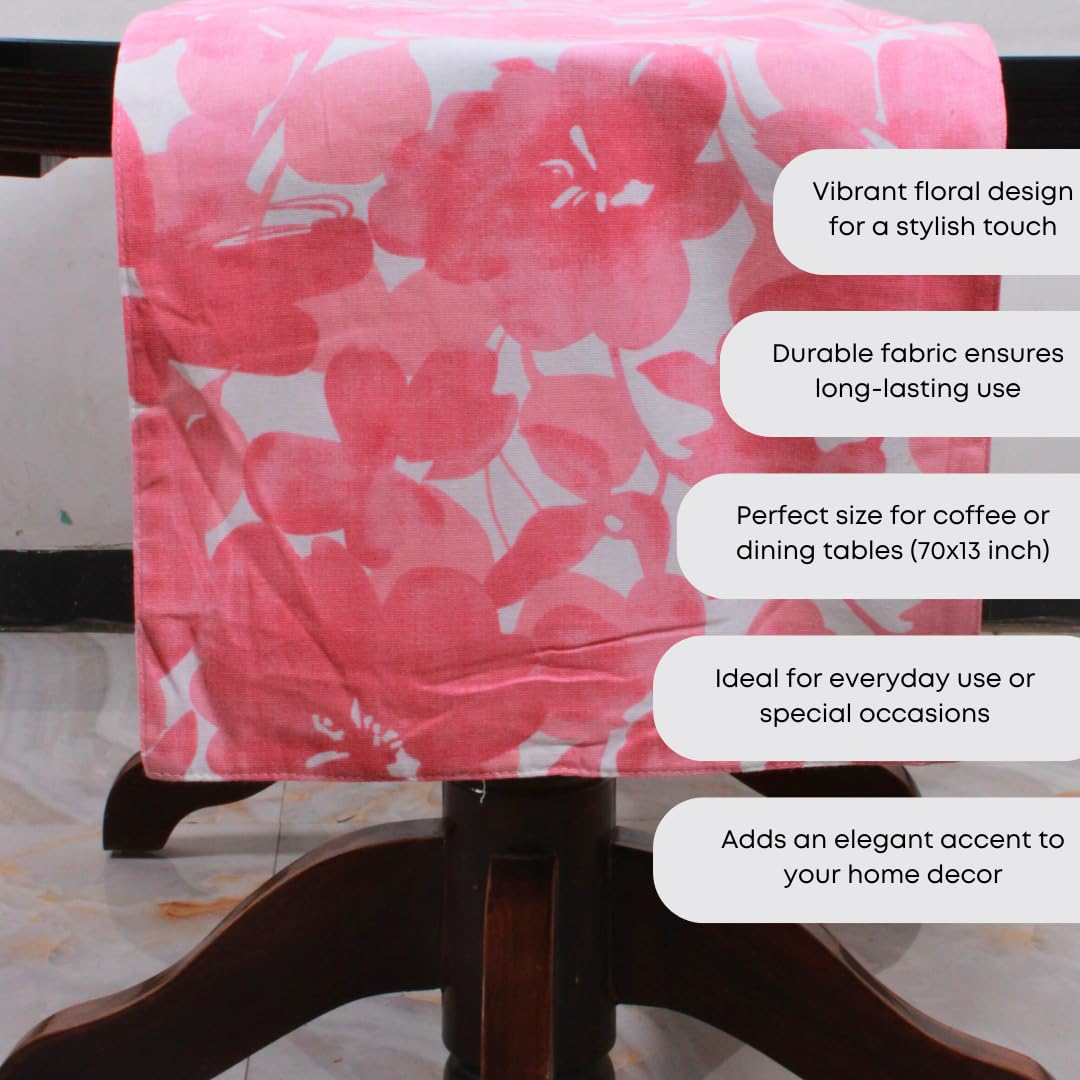 Vibrant floral design
for a stylish touch
Durable fabric ensures
long-lasting use
Perfect size for coffee or
dining tables (70x13 inch)
Ideal for everyday use or
special occasions
Adds an elegant accent to
your home decor